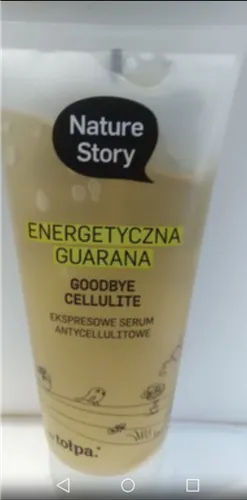 Nature
Story
ENERGETYCZNA
GUARANA
GOODBYE
CELLULITE
EKSPRESOWE SERUM
ANTYCELLULITOWE
tołpa.